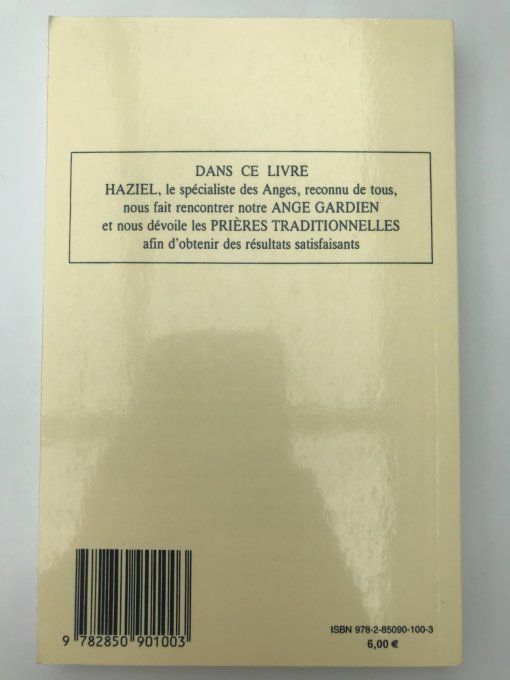 DANS CE LIVRE
HAZIEL, le spécialiste des Anges, reconnu de tous,
nous fait rencontrer notre ANGE GARDIEN
et nous dévoile les PRIÈRES TRADITIONNELLES
afin d'obtenir des résultats satisfaisants
9 782850 901003
ISBN 978-2-85090-100-3
6,00 €